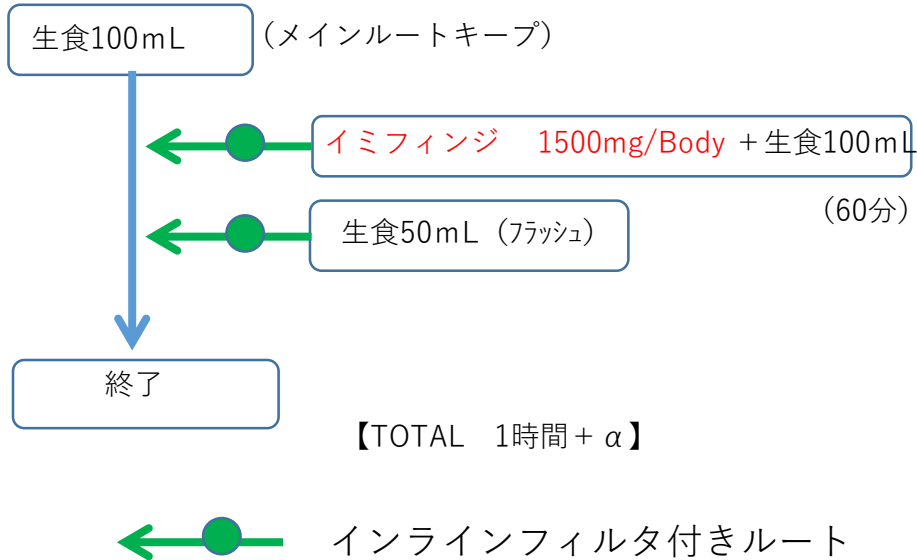 生食100mL (メインルートキープ)
イミフィンジ　1500mg/Body +生食100mL
(60分)
生食50mL (ﾌﾗｯｼｭ)
終了
【TOTAL　1時間+α】
インラインフィルタ付きルート